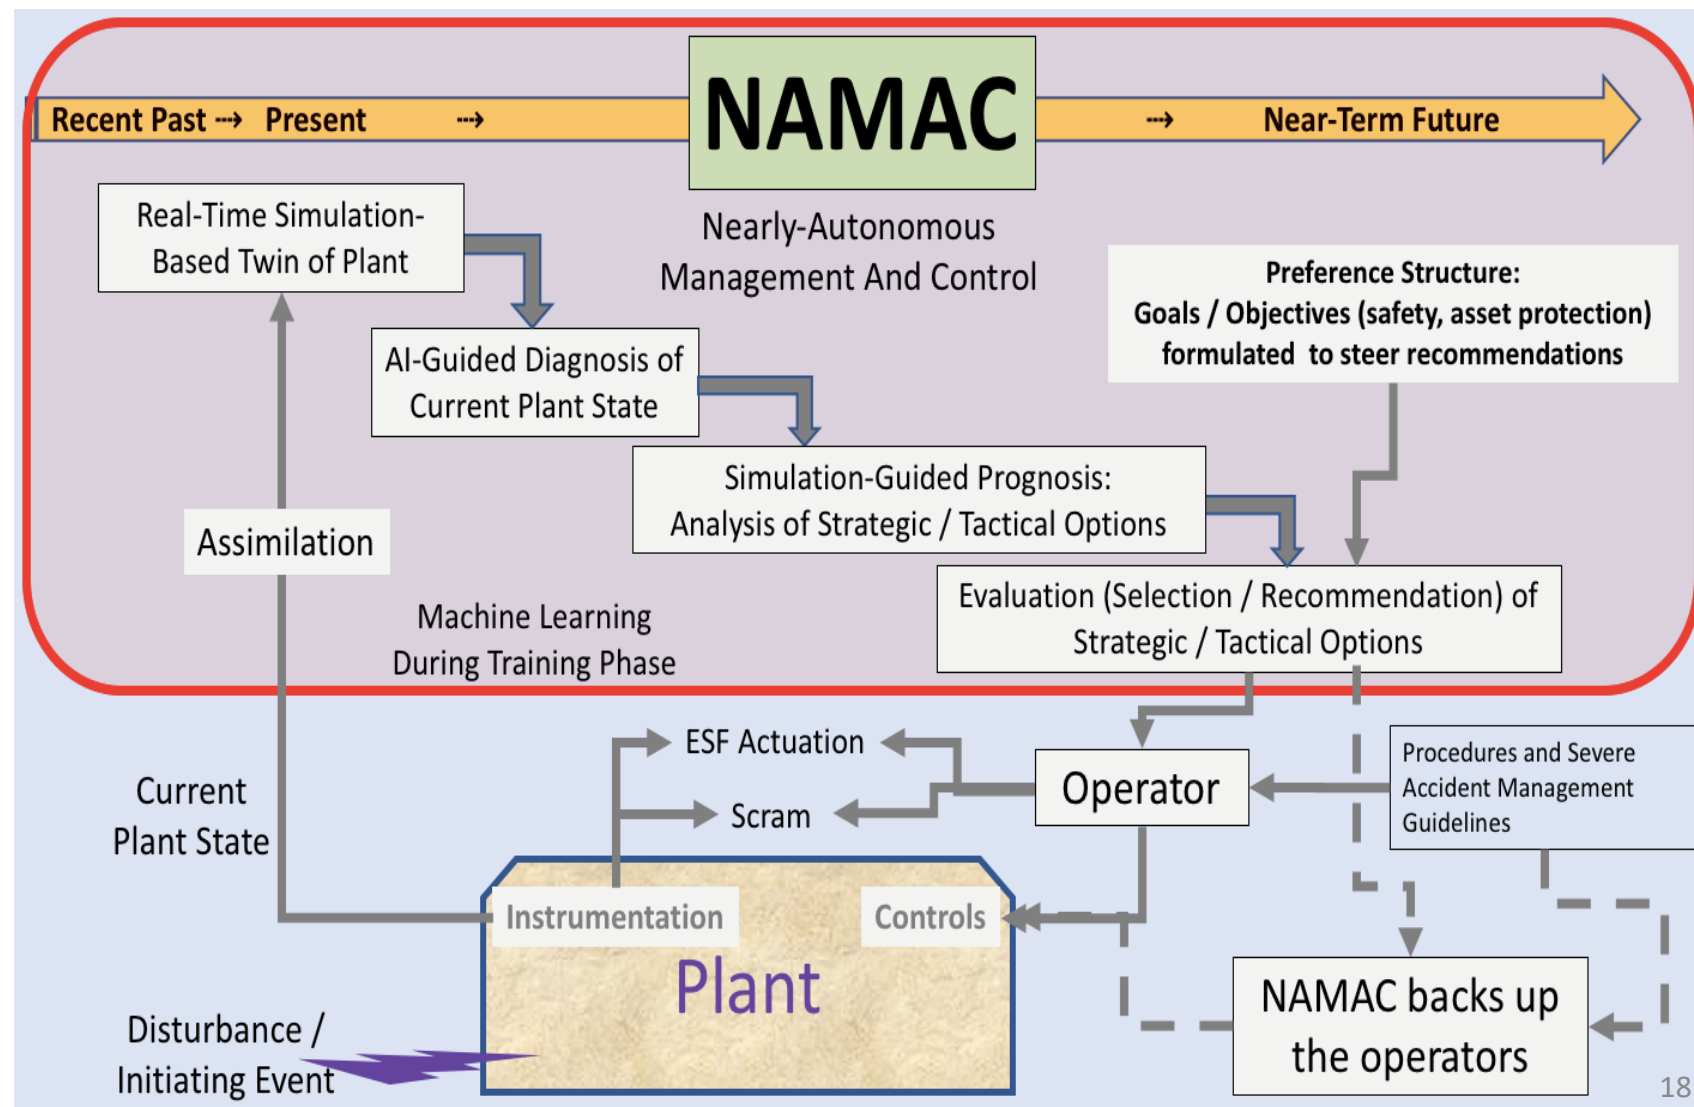 NAMAC
Recent Past ⤏ Present ⤏
⤏ Near-Term Future
Real-Time Simulation-
Based Twin of Plant
Nearly-Autonomous
Management And Control
Preference Structure:
Goals / Objectives (safety, asset protection)
formulated to steer recommendations
AI-Guided Diagnosis of
Current Plant State
Simulation-Guided Prognosis:
Analysis of Strategic / Tactical Options
Assimilation
Evaluation (Selection / Recommendation) of
Strategic / Tactical Options
Machine Learning
During Training Phase
ESF Actuation
Scram
Operator
Procedures and Severe
Accident Management
Guidelines
Current
Plant State
Instrumentation
Controls
Plant
NAMAC backs up
the operators
Disturbance /
Initiating Event
18